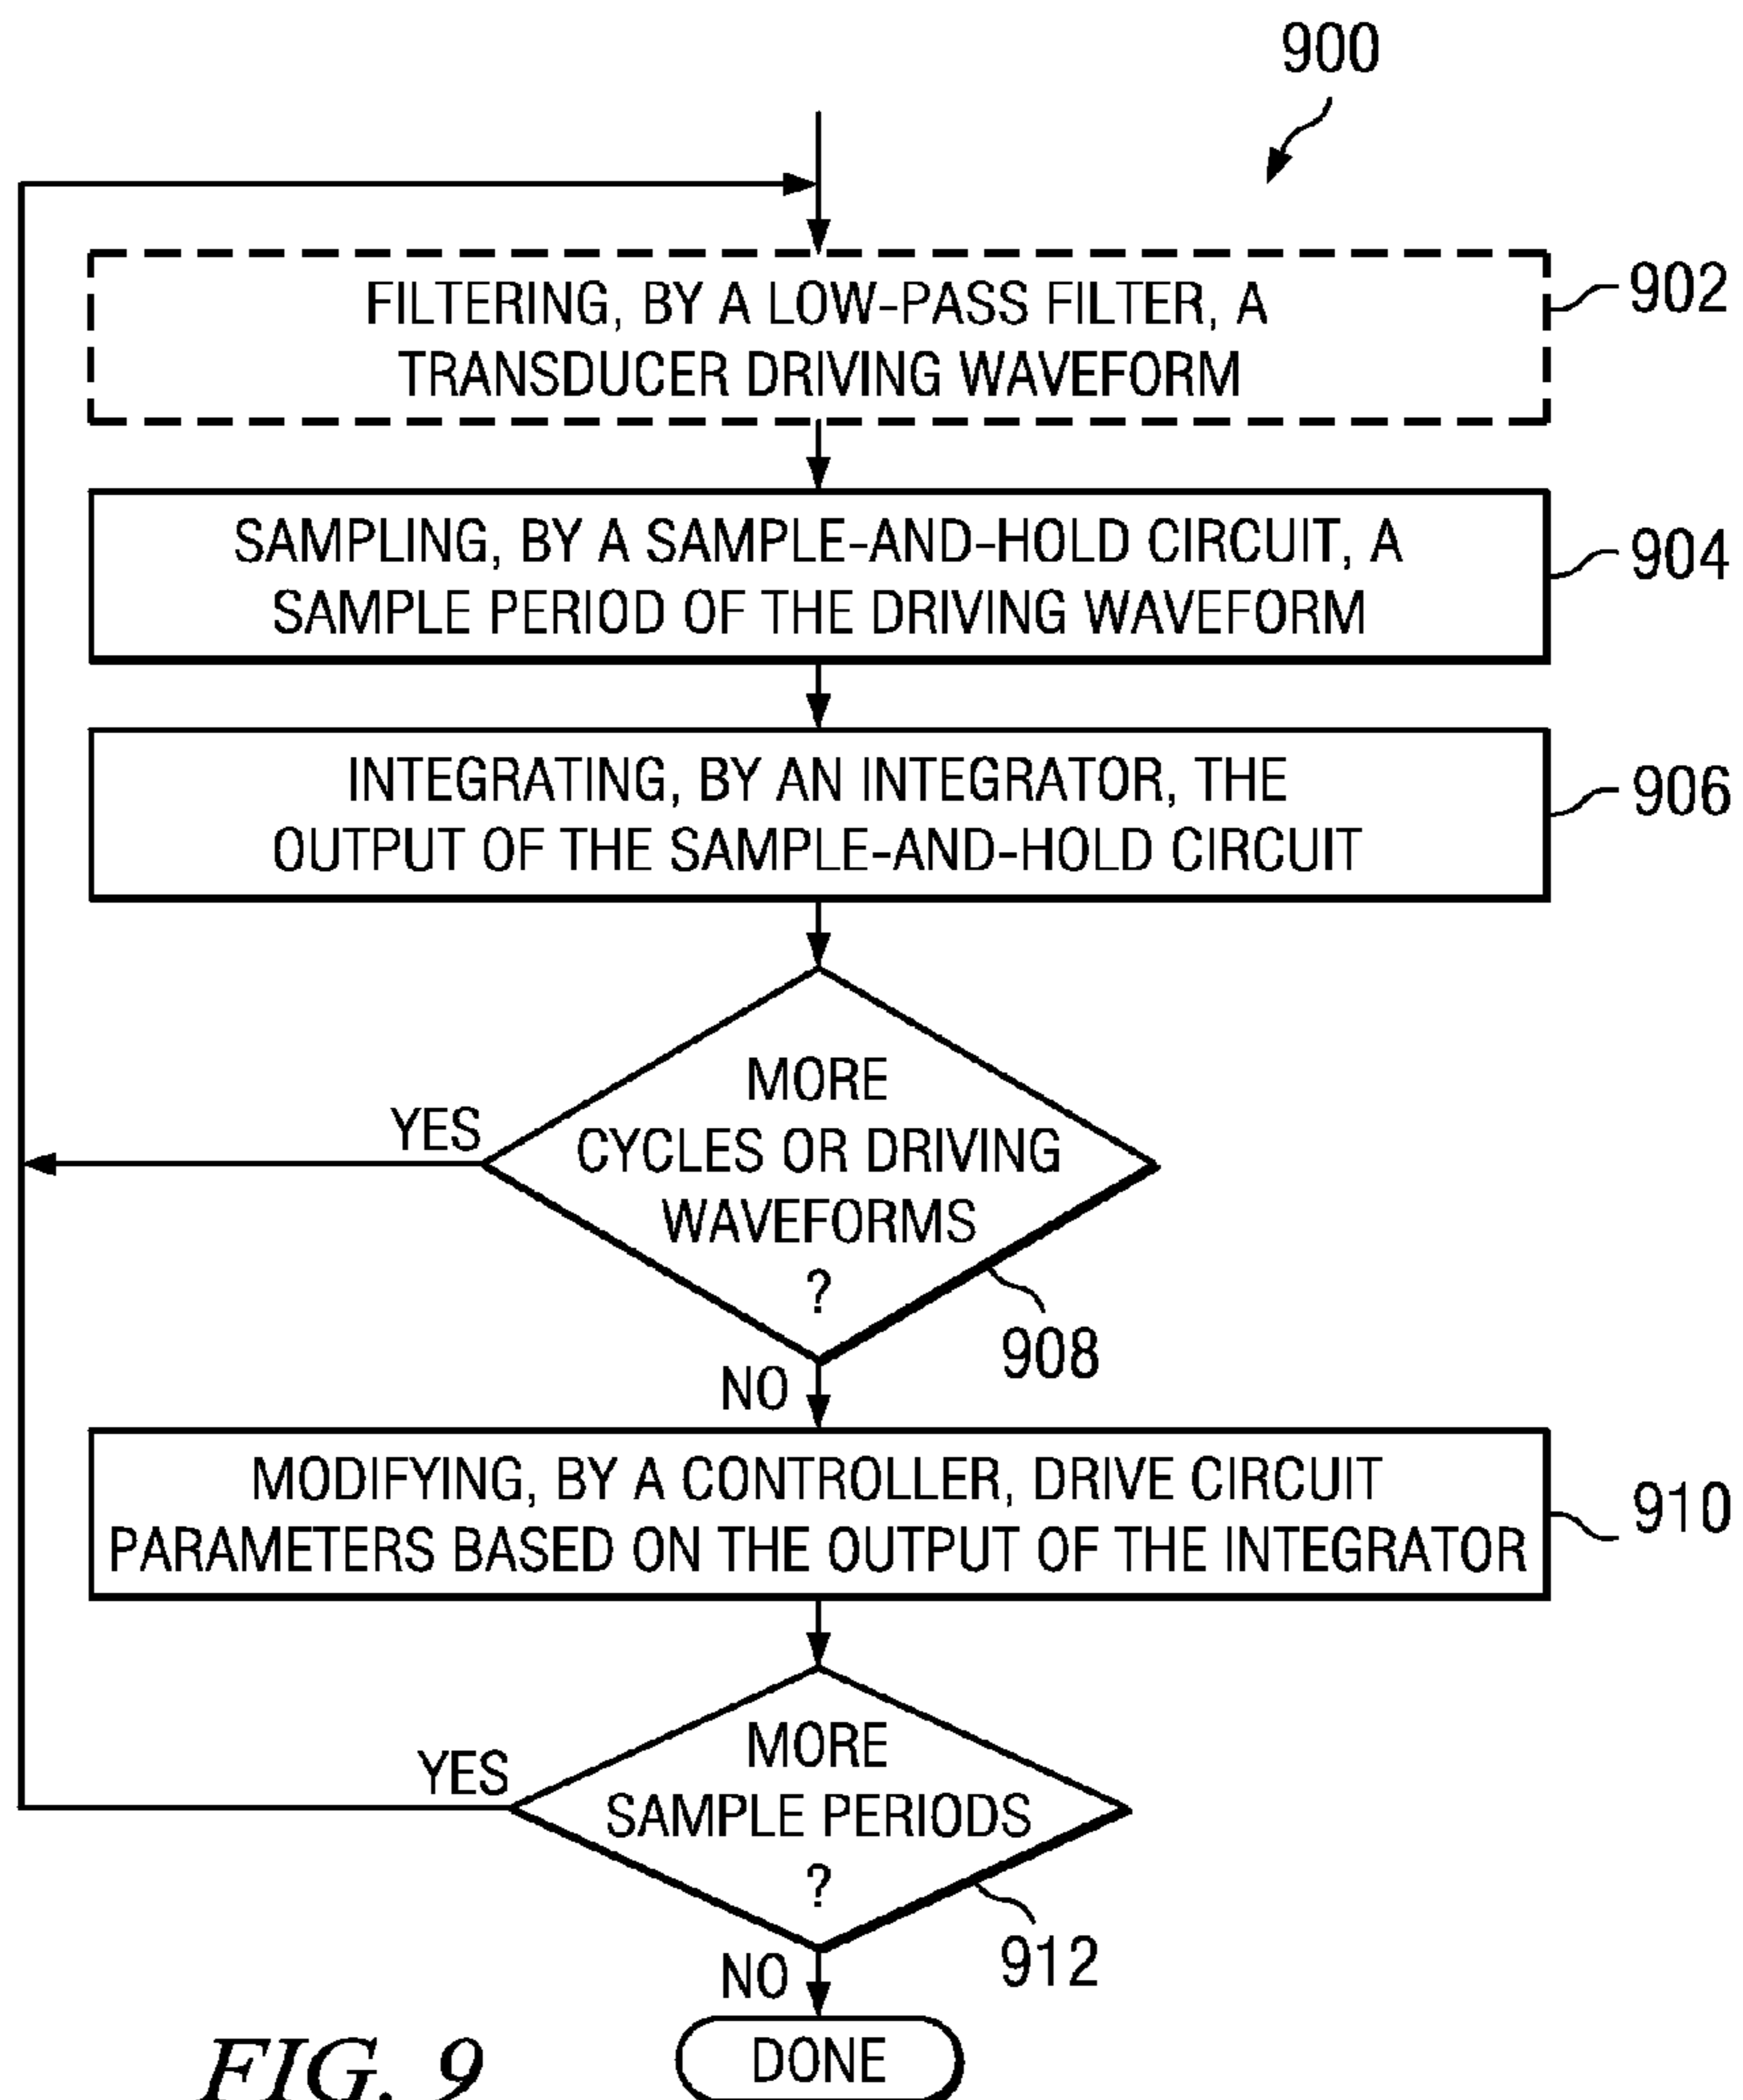 900
FILTERING, BY A LOW-PASS FILTER, A
TRANSDUCER DRIVING WAVEFORM
902
SAMPLING, BY A SAMPLE-AND-HOLD CIRCUIT, A
SAMPLE PERIOD OF THE DRIVING WAVEFORM
904
INTEGRATING, BY AN INTEGRATOR, THE
OUTPUT OF THE SAMPLE-AND-HOLD CIRCUIT
906
MORE
CYCLES OR DRIVING
WAVEFORMS
?
YES
908
NO
MODIFYING, BY A CONTROLLER, DRIVE CIRCUIT
PARAMETERS BASED ON THE OUTPUT OF THE INTEGRATOR
910
MORE
SAMPLE PERIODS
?
YES
912
NO
DONE
FIG. 9